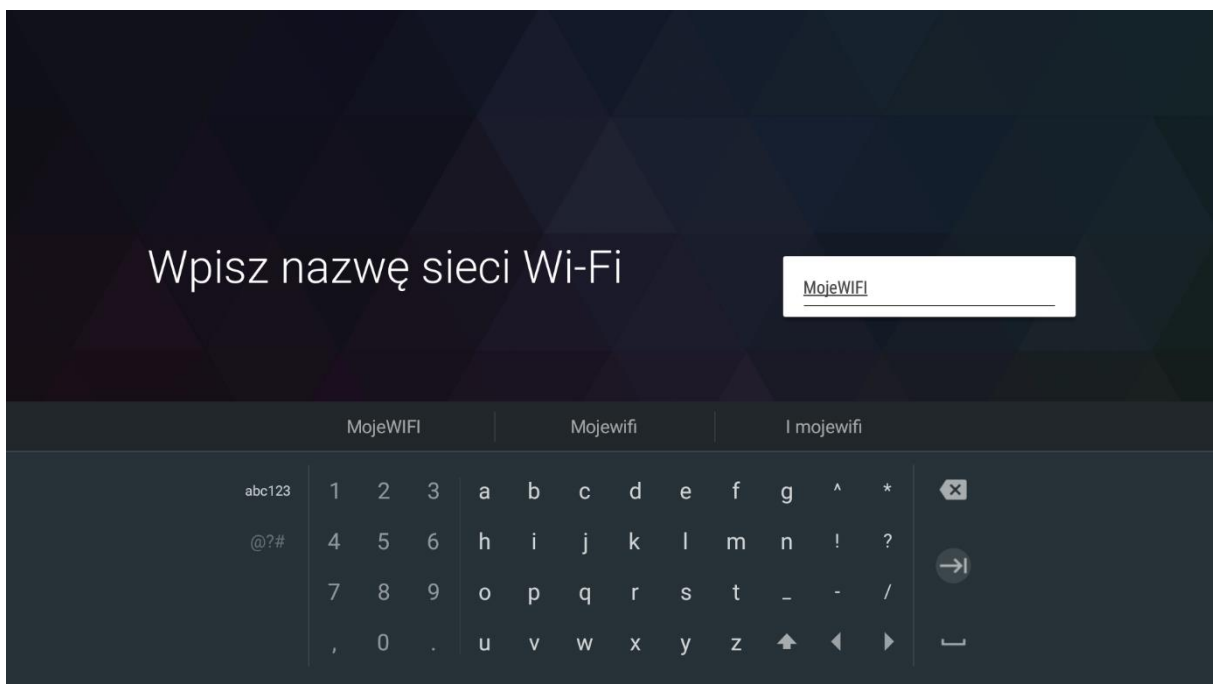 Wpisz nazwę sieci Wi-Fi
MojeWIFI
MojeWIFI Mojewifi I mojewifi
abc123 1 2 3 a b c d e f g ^ *
@?# 4 5 6 h i j k l m n ! ?
7 8 9 o p q r s t _ - /
, 0 . u v w x y z